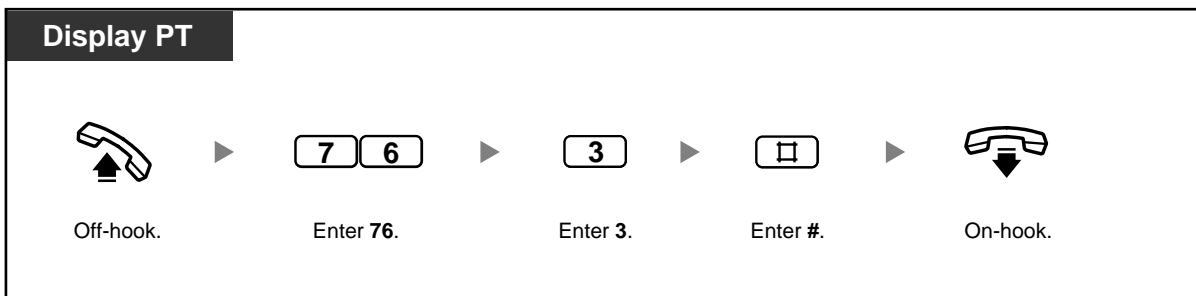 Display PT
7 6 3 #
Off-hook. Enter 76. Enter 3. Enter #. On-hook.